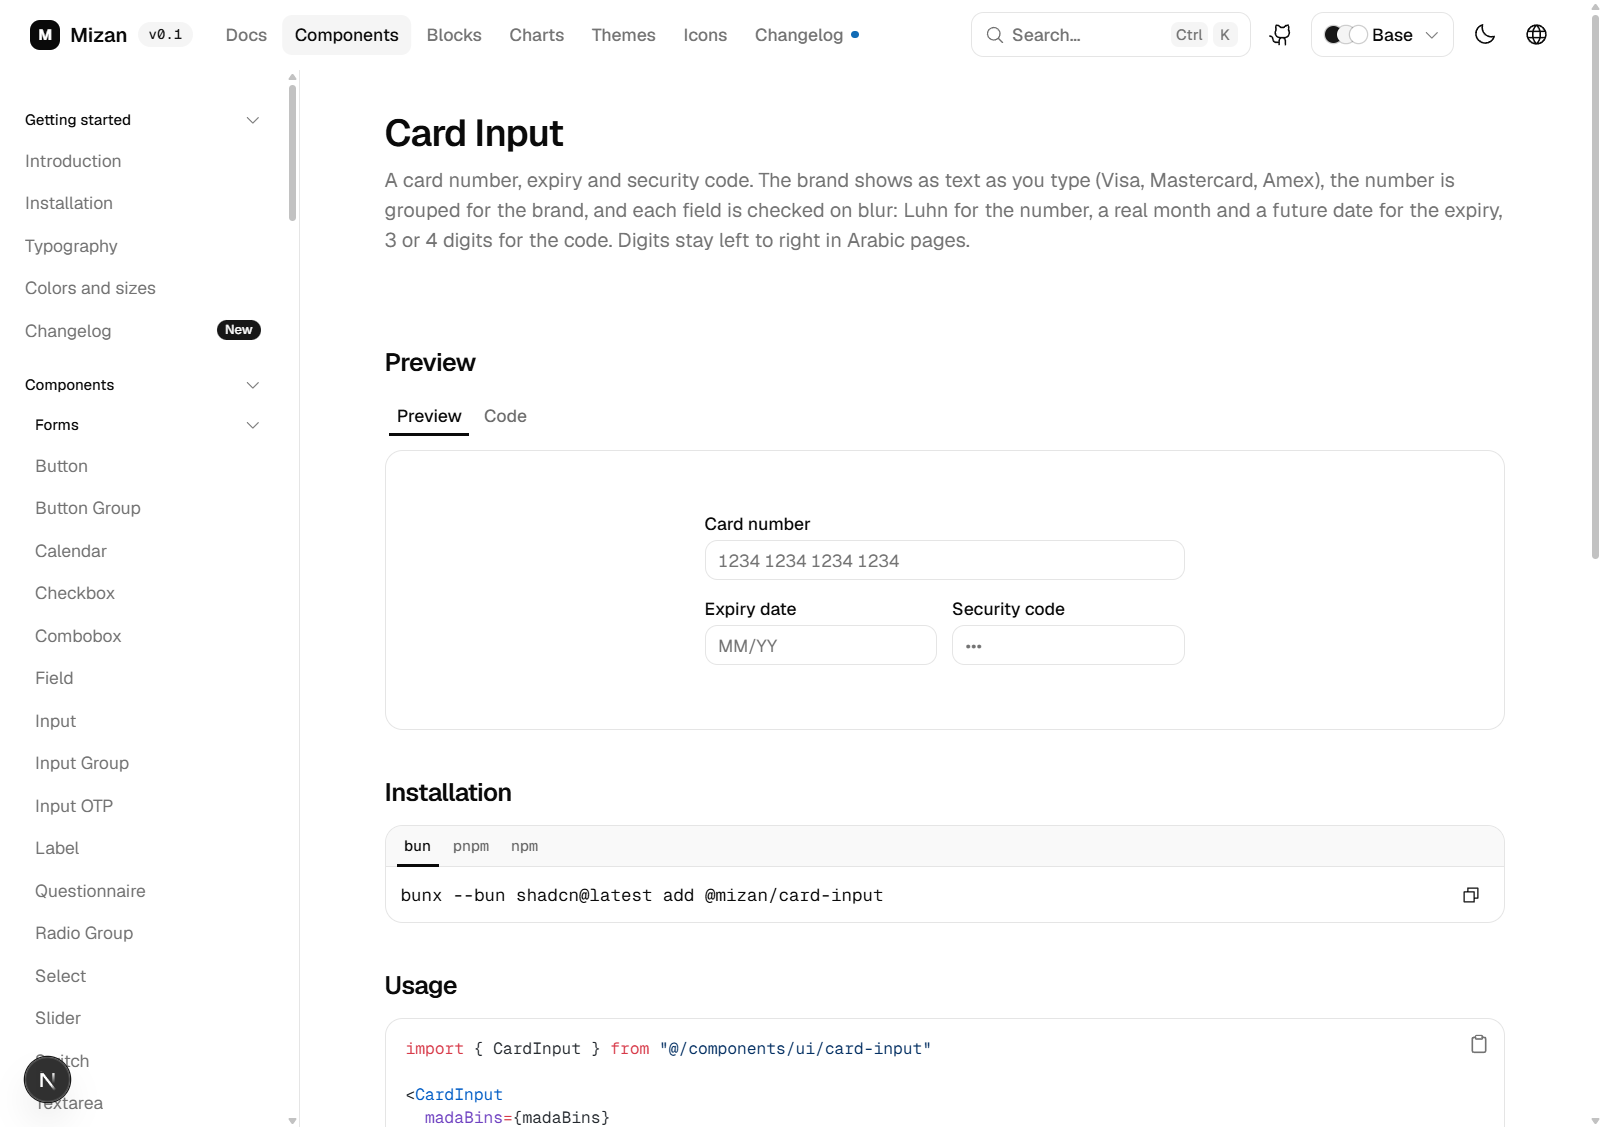 M Mizan v0.1 Docs Components Blocks Charts Themes Icons Changelog Search... Ctrl K Base
Getting started
Introduction
Installation
Typography
Colors and sizes
Changelog New
Components
Forms
Button
Button Group
Calendar
Checkbox
Combobox
Field
Input
Input Group
Input OTP
Label
Questionnaire
Radio Group
Select
Slider
N
Card Input
A card number, expiry and security code. The brand shows as text as you type (Visa, Mastercard, Amex), the number is
grouped for the brand, and each field is checked on blur: Luhn for the number, a real month and a future date for the expiry,
3 or 4 digits for the code. Digits stay left to right in Arabic pages.
Preview
Preview Code
Card number
1234 1234 1234 1234
Expiry date Security code
MM/YY •••
Installation
bun pnpm npm
bunx --bun shadcn@latest add @mizan/card-input
Usage
import { CardInput } from "@/components/ui/card-input"
<CardInput
madaBins={madaBins}